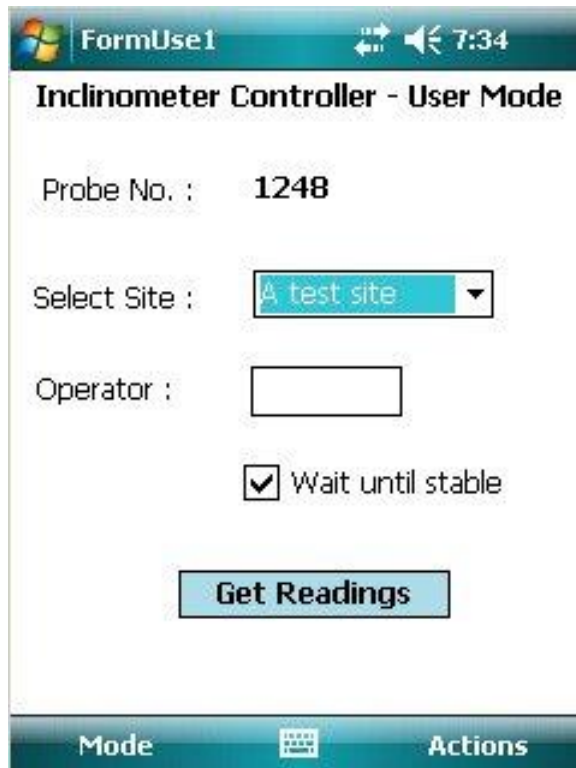 FormUse1 7:34
Inclinometer Controller - User Mode
Probe No. : 1248
Select Site : A test site
Operator :
Wait until stable
Get Readings
Mode Actions